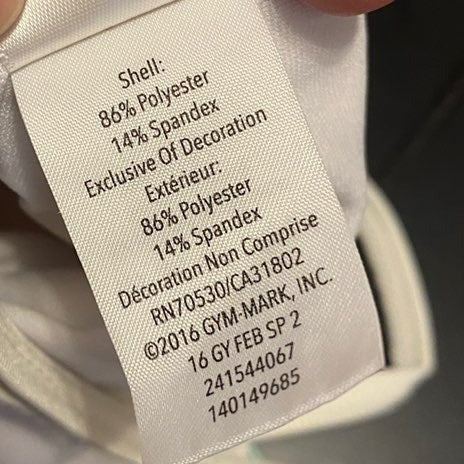 Shell:
86% Polyester
14% Spandex
Exclusive Of Decoration
Extérieur:
86% Polyester
14% Spandex
Décoration Non Comprise
RN70530/CA31802
©2016 GYM-MARK, INC.
16 GY FEB SP 2
241544067
140149685